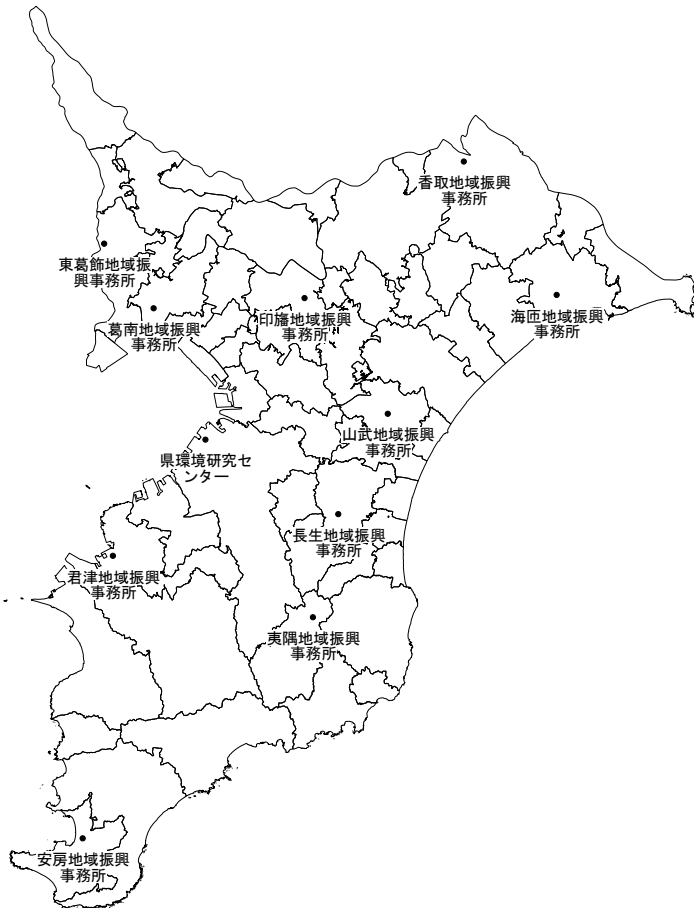 香取地域振興
事務所
東葛飾地域振
興事務所
葛南地域振興
事務所
印旛地域振興
事務所
海匝地域振興
事務所
山武地域振興
事務所
県環境研究セ
ンター
長生地域振興
事務所
君津地域振興
事務所
夷隅地域振興
事務所
安房地域振興
事務所